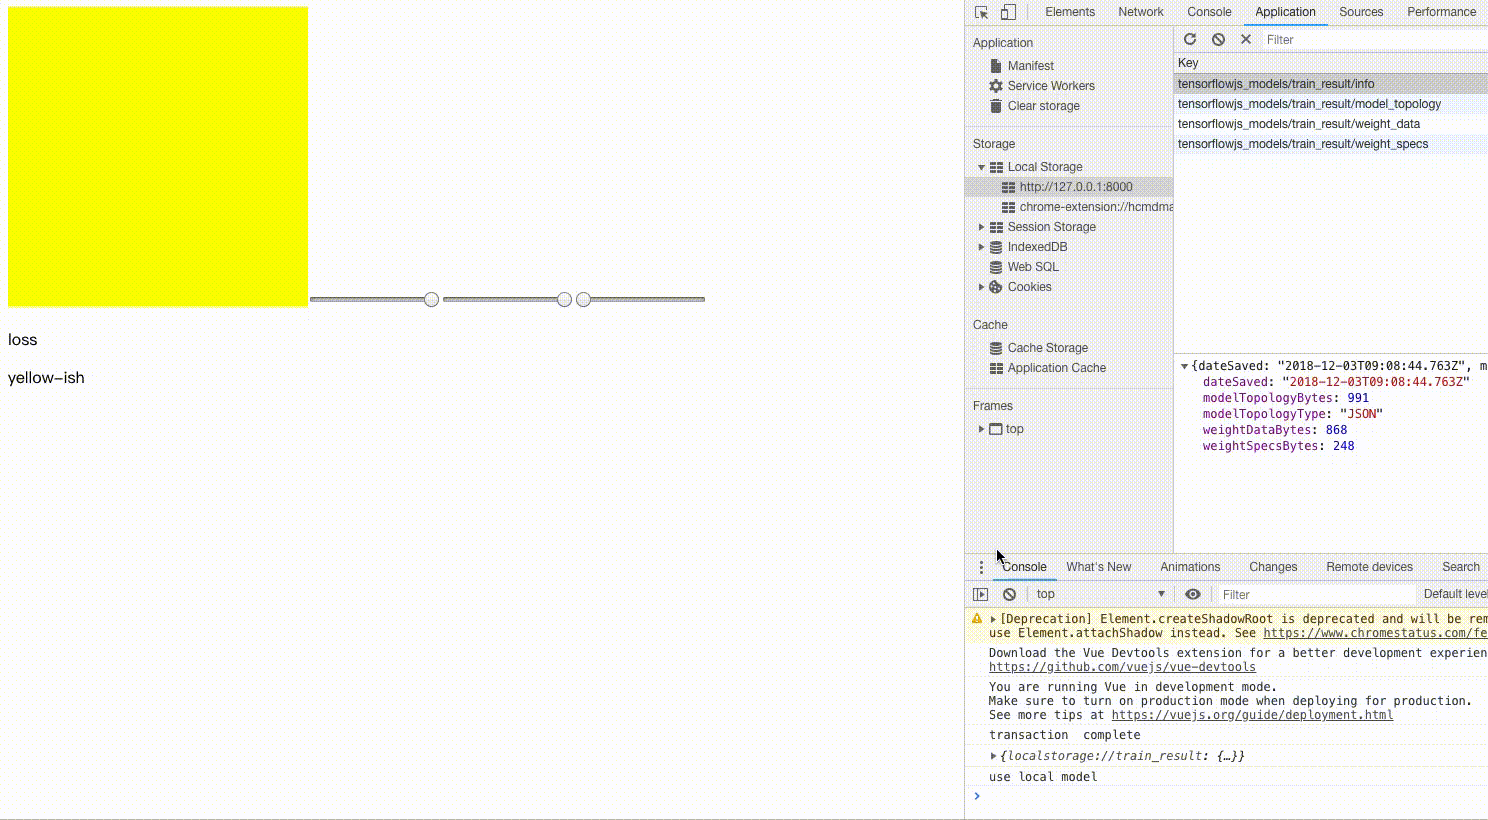 Elements Network Console Application Sources Performance
Application
Manifest
Service Workers
Clear storage
Storage
Local Storage
http://127.0.0.1:8000
chrome-extension://hcmdma
Session Storage
IndexedDB
Web SQL
Cookies
Cache
Cache Storage
Application Cache
Frames
top
Filter
Key
tensorflowjs_models/train_result/info
tensorflowjs_models/train_result/model_topology
tensorflowjs_models/train_result/weight_data
tensorflowjs_models/train_result/weight_specs
{dateSaved: "2018-12-03T09:08:44.763Z", m
dateSaved: "2018-12-03T09:08:44.763Z"
modelTopologyBytes: 991
modelTopologyType: "JSON"
weightDataBytes: 868
weightSpecsBytes: 248
loss
yellow-ish
Console What's New Animations Changes Remote devices Search
top Filter Default leve
[Deprecation] Element.createShadowRoot is deprecated and will be rem
use Element.attachShadow instead. See https://www.chromestatus.com/fe
Download the Vue Devtools extension for a better development experien
https://github.com/vuejs/vue-devtools
You are running Vue in development mode.
Make sure to turn on production mode when deploying for production.
See more tips at https://vuejs.org/guide/deployment.html
transaction complete
{localstorage://train_result: {…}}
use local model